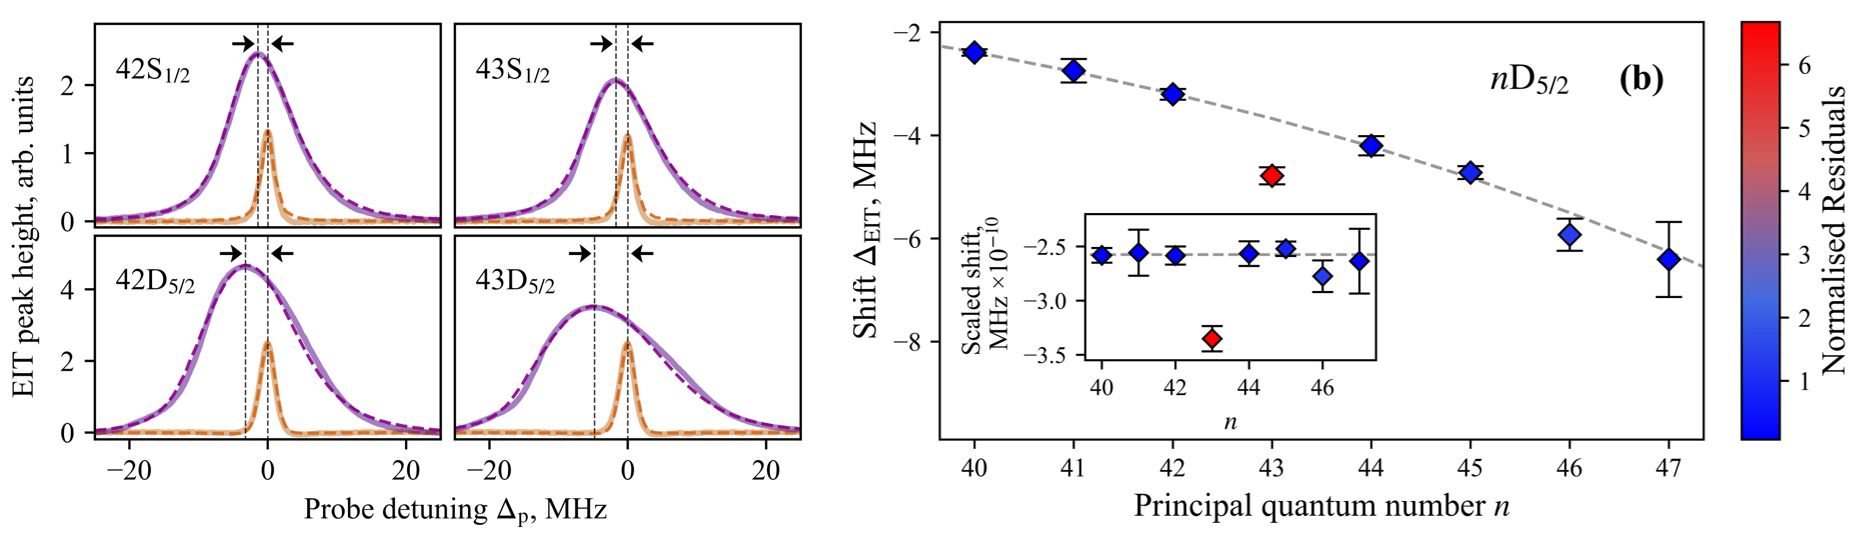 EIT peak height, arb. units
42S1/2
43S1/2
2
1
0
42D5/2
43D5/2
4
2
0
−20 0 20 −20 0 20
Probe detuning Δp, MHz
Shift ΔEIT, MHz
−2
−4
−6
−8
nD5/2 (b)
Scaled shift,
MHz ×10−10
−2.5
−3.0
−3.5
40 42 44 46
n
40 41 42 43 44 45 46 47
Principal quantum number n
6
5
4
3
2
1
Normalised Residuals